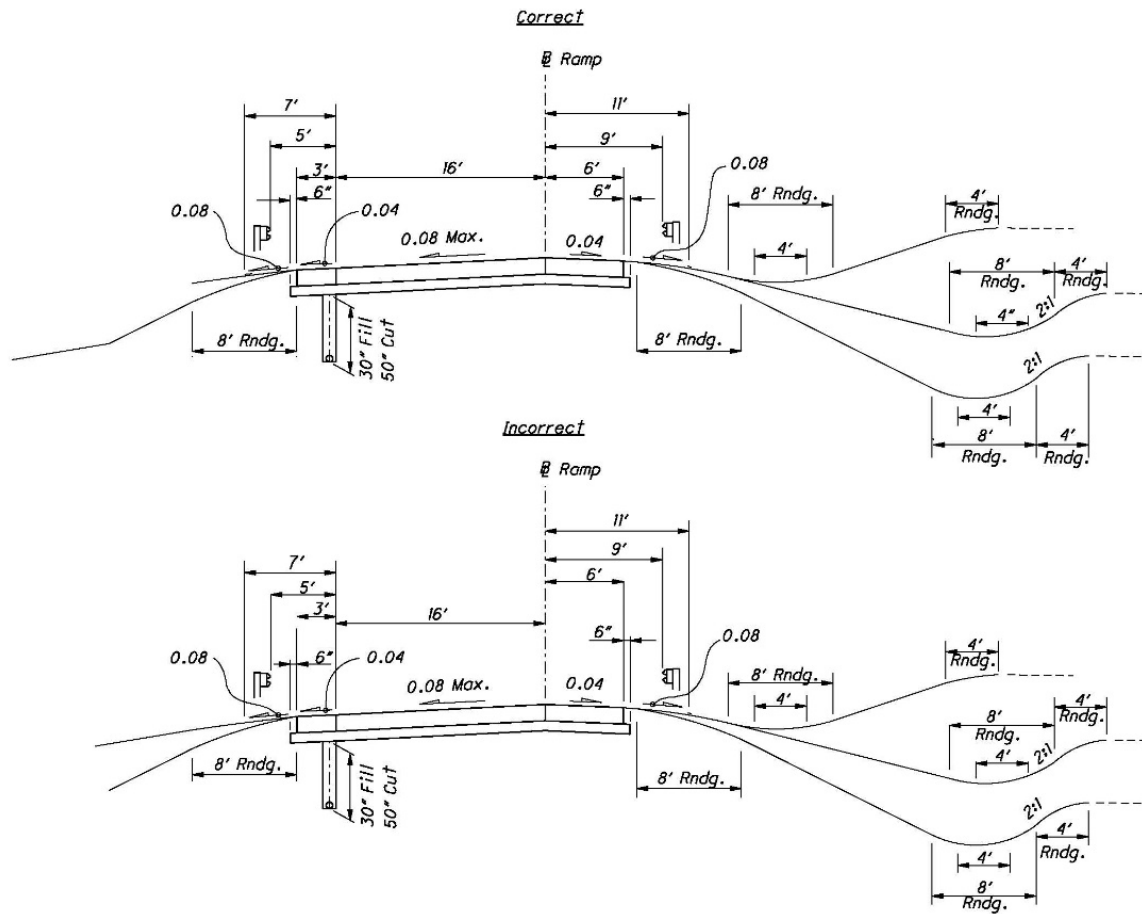 Correct
ⴲ Ramp
7'
11'
5'
9'
0.08
3'
16'
6'
6"
6"
8' Rndg.
4'
Rndg.
0.08
0.04
0.08 Max.
0.04
4'
8'
Rndg.
4'
Rndg.
4"
2:1
8' Rndg.
30" Fill
50" Cut
8' Rndg.
2:1
4'
8'
Rndg.
4'
Rndg.
Incorrect
Ramp
11'
7'
9'
5'
6'
3'
16'
6"
0.08
4'
Rndg.
0.08
6"
0.04
0.08 Max.
0.04
8' Rndg.
4'
4'
Rndg.
8'
Rndg.
4'
2:1
8' Rndg.
30" Fill
50" Cut
8' Rndg.
2:1
4'
Rndg.
4'
8'
Rndg.